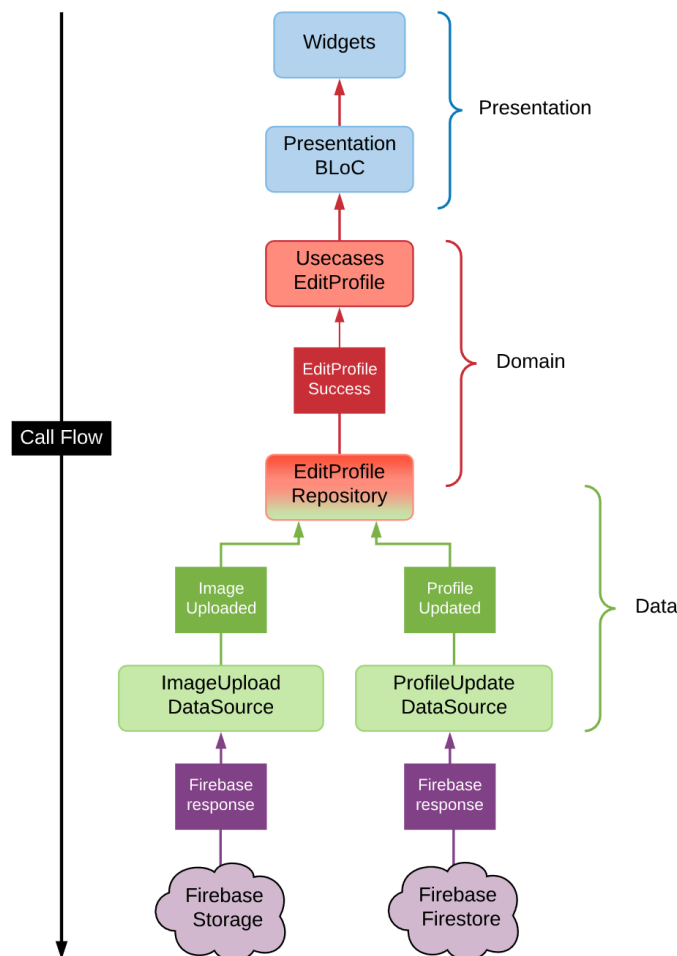 Widgets
Presentation
Presentation
BLoC
Usecases
EditProfile
Domain
EditProfile
Success
Call Flow
EditProfile
Repository
Image
Uploaded
Profile
Updated
Data
ImageUpload
DataSource
ProfileUpdate
DataSource
Firebase
response
Firebase
response
Firebase
Storage
Firebase
Firestore